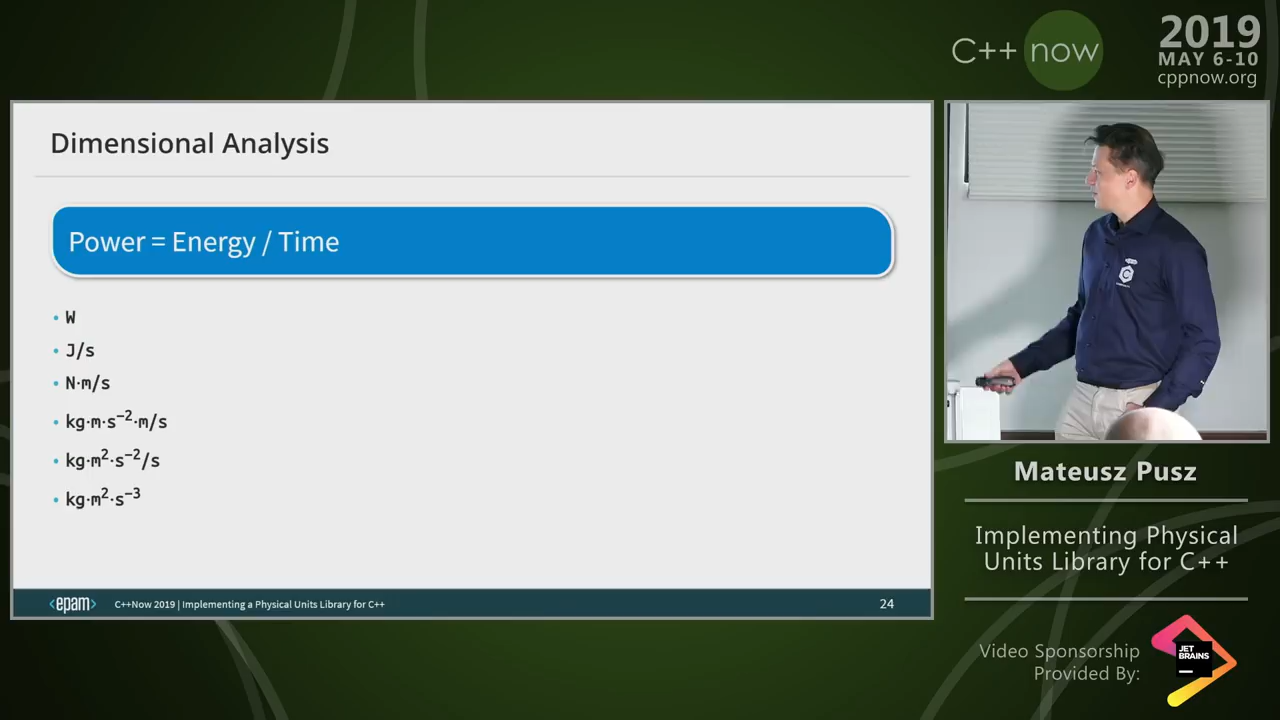 C++ now
2019
MAY 6-10
cppnow.org
Dimensional Analysis
Power = Energy / Time
• W
• J/s
• N·m/s
• kg·m·s⁻²·m/s
• kg·m²·s⁻²/s
• kg·m²·s⁻³
<epam>
C++Now 2019 | Implementing a Physical Units Library for C++
24
Mateusz Pusz
Implementing Physical
Units Library for C++
Video Sponsorship
Provided By:
JET
BRAINS